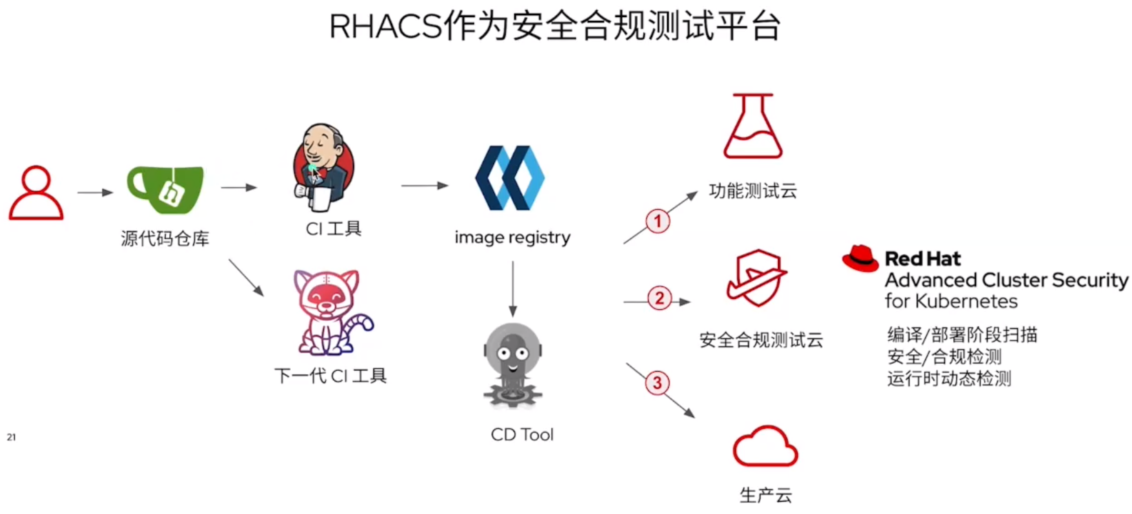 RHACS作为安全合规测试平台
源代码仓库
CI 工具
下一代 CI 工具
image registry
CD Tool
1
功能测试云
2
安全合规测试云
3
生产云
Red Hat
Advanced Cluster Security
for Kubernetes
编译/部署阶段扫描
安全/合规检测
运行时动态检测
21